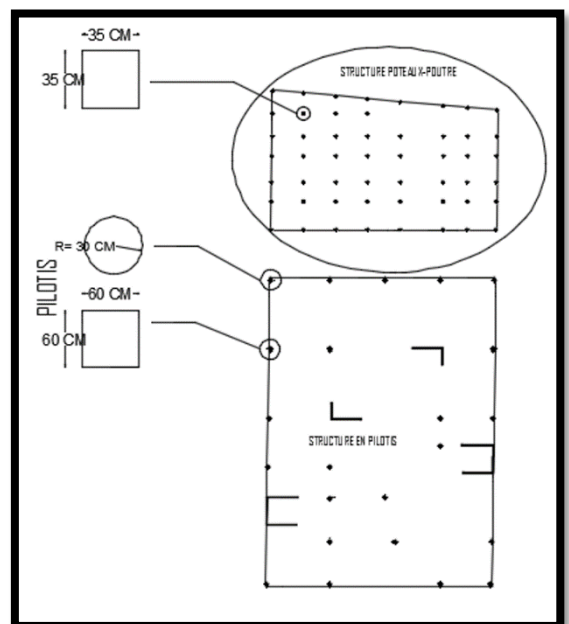 35 CM
35 CM
STRUCTURE POTEAUX-POUTRE
R= 30 CM
PILOTIS
60 CM
60 CM
STRUCTURE EN PILOTIS